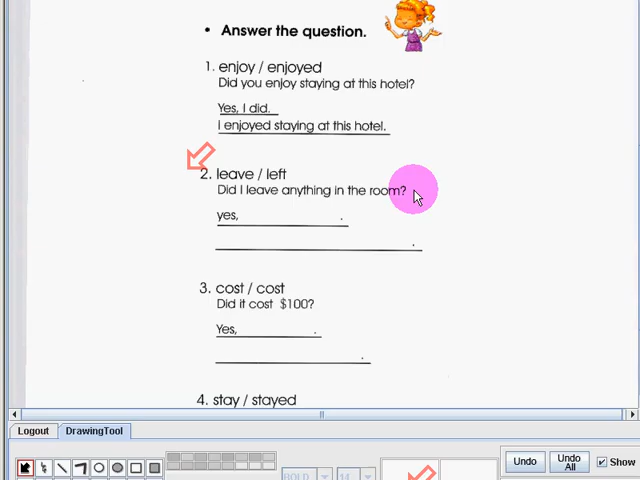 • Answer the question.
1. enjoy / enjoyed
Did you enjoy staying at this hotel?
Yes, I did.
I enjoyed staying at this hotel.
2. leave / left
Did I leave anything in the room?
yes, .
.
3. cost / cost
Did it cost $100?
Yes, .
.
4. stay / stayed
Logout DrawingTool
BOLD 14 Undo Undo All Show